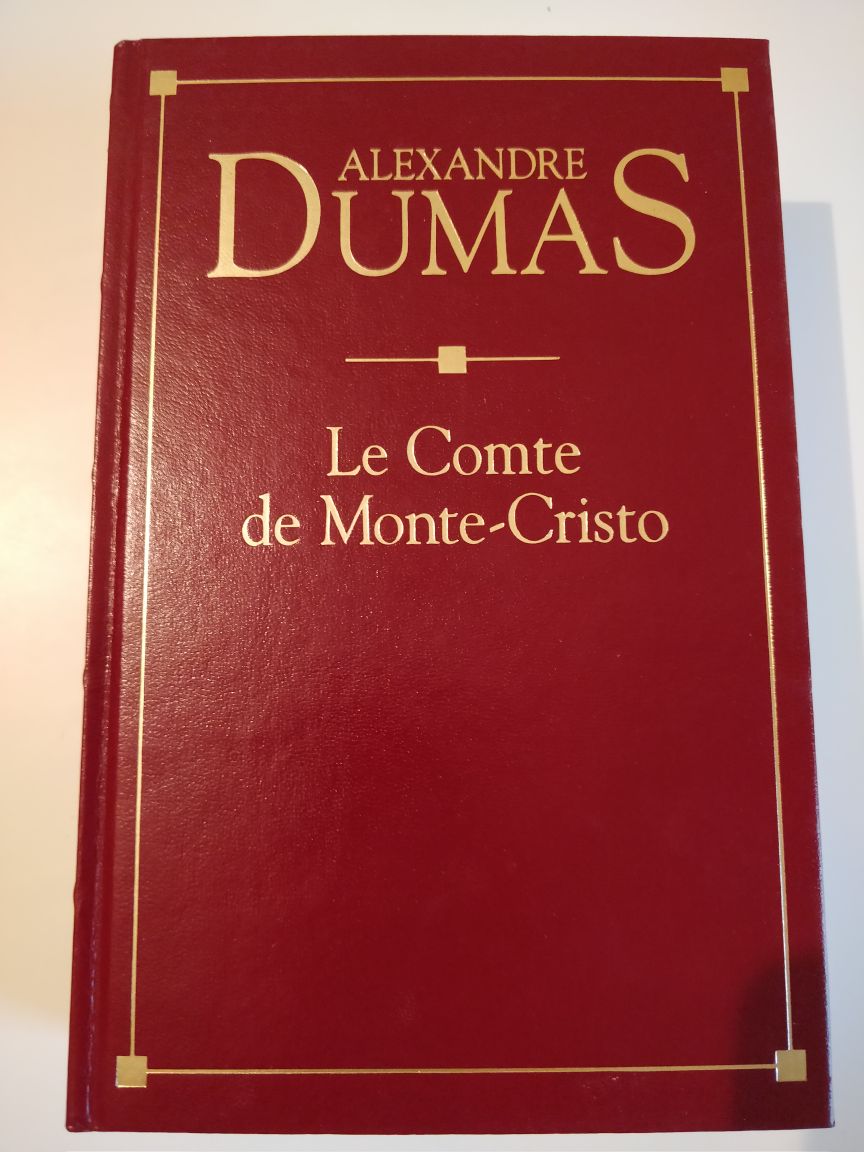 ALEXANDRE
DUMAS
Le Comte
de Monte-Cristo